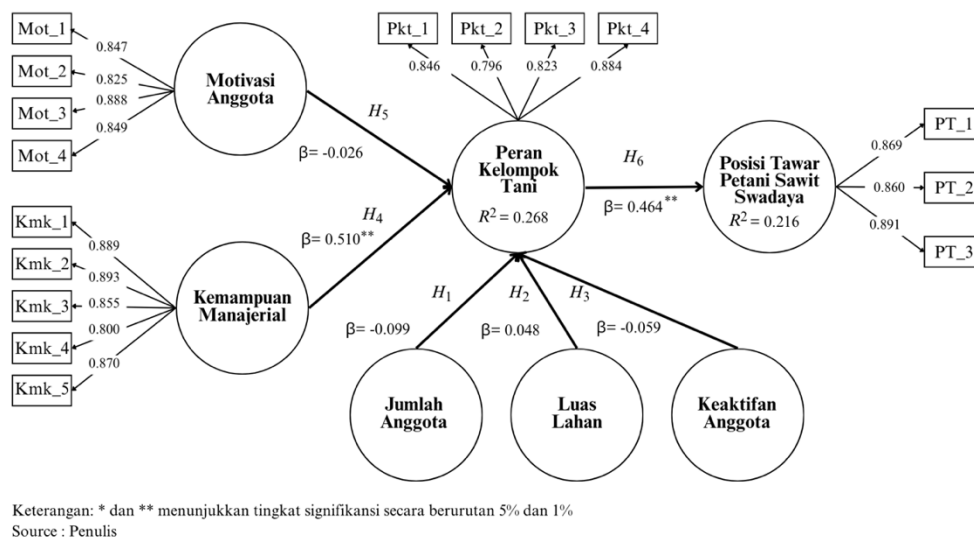 Mot_1
Mot_2
Mot_3
Mot_4
0.847
0.825
0.888
0.849
Motivasi
Anggota
Pkt_1
Pkt_2
Pkt_3
Pkt_4
0.846
0.796
0.823
0.884
H5
β= -0.026
Peran
Kelompok
Tani
R² = 0.268
H6
β= 0.464**
Posisi Tawar
Petani Sawit
Swadaya
R² = 0.216
0.869
0.860
0.891
PT_1
PT_2
PT_3
Kmk_1
Kmk_2
Kmk_3
Kmk_4
Kmk_5
0.889
0.893
0.855
0.800
0.870
Kemampuan
Manajerial
H4
β= 0.510**
H1
β= -0.099
H2
β= 0.048
H3
β= -0.059
Jumlah
Anggota
Luas
Lahan
Keaktifan
Anggota
Keterangan: * dan ** menunjukkan tingkat signifikansi secara berurutan 5% dan 1%
Source : Penulis